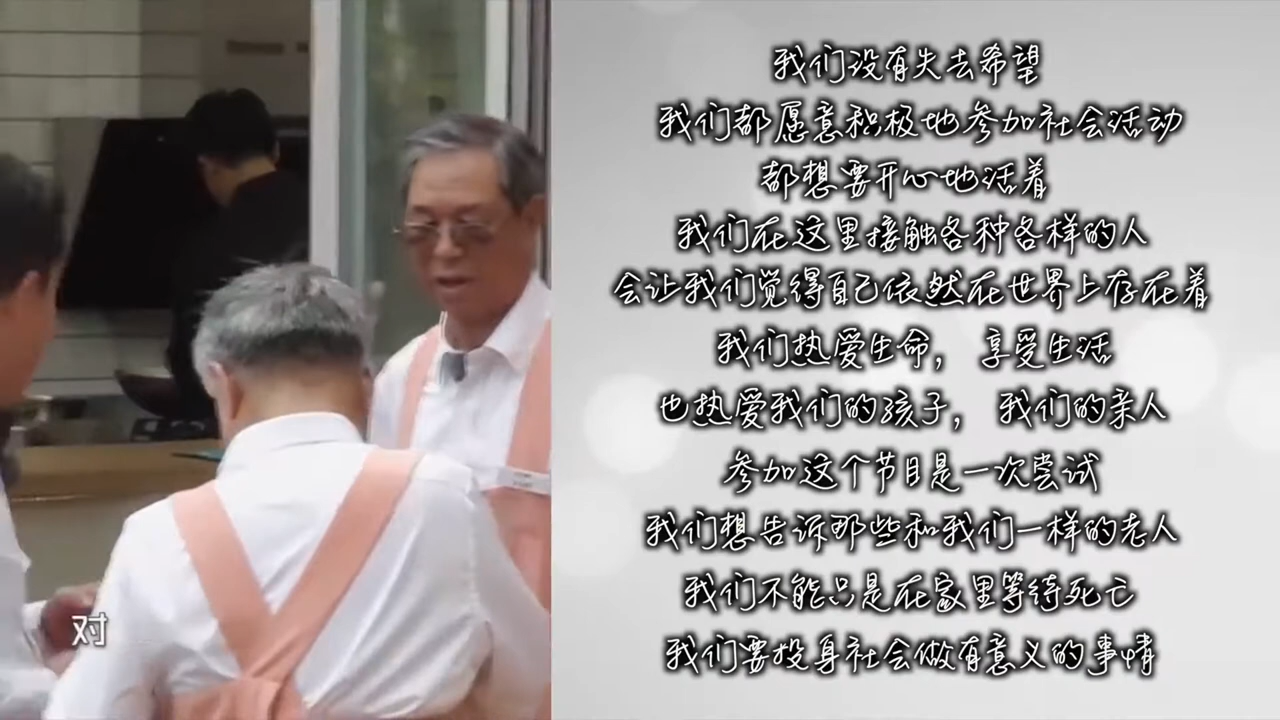 我们没有失去希望
我们都愿意积极地参加社会活动
都想要开心地活着
我们在这里接触各种各样的人
会让我们觉得自己依然在世界上存在着
我们热爱生命， 享受生活
也热爱我们的孩子， 我们的亲人
参加这个节目是一次尝试
我们想告诉那些和我们一样的老人
我们不能只是在家里等待死亡
我们要投身社会做有意义的事情
对